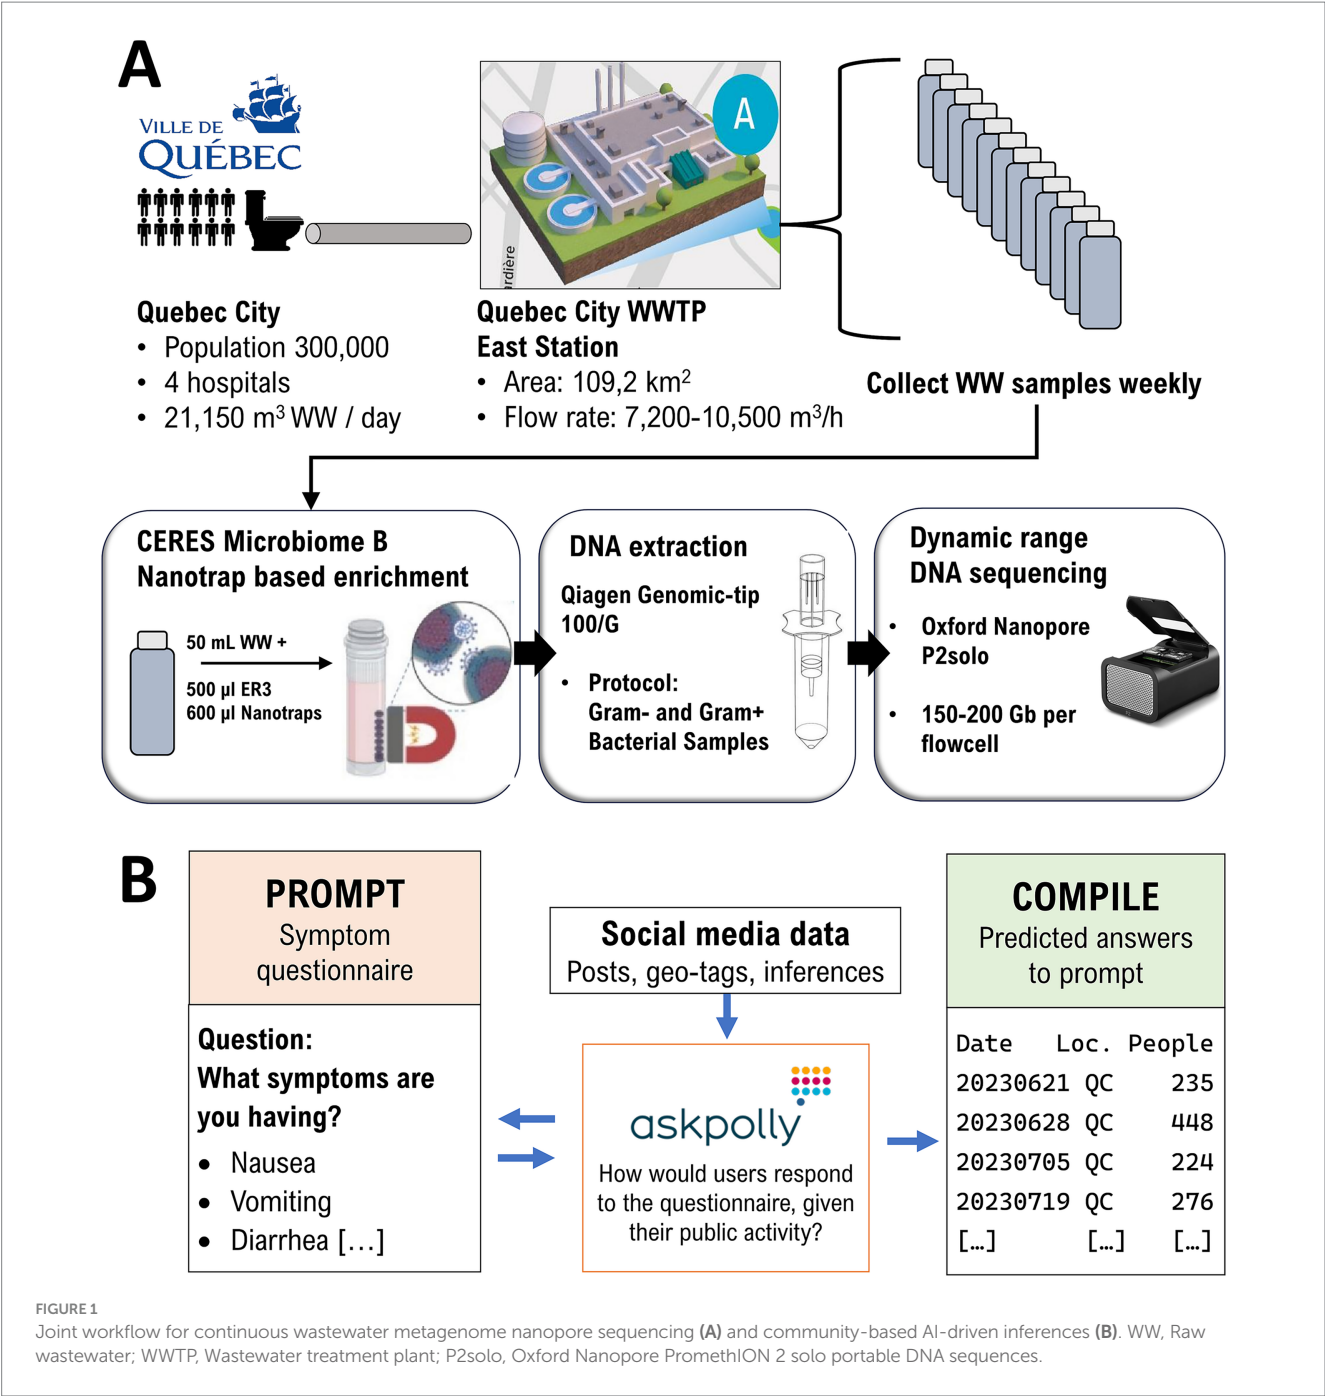 A
VILLE DE
QUÉBEC
A
rdière
Quebec City
• Population 300,000
• 4 hospitals
• 21,150 m³ WW / day
Quebec City WWTP
East Station
• Area: 109,2 km²
• Flow rate: 7,200-10,500 m³/h
Collect WW samples weekly
CERES Microbiome B
Nanotrap based enrichment
50 mL WW +
500 µl ER3
600 µl Nanotraps
DNA extraction
Qiagen Genomic-tip
100/G
• Protocol:
Gram- and Gram+
Bacterial Samples
Dynamic range
DNA sequencing
• Oxford Nanopore
P2solo
• 150-200 Gb per
flowcell
B
PROMPT
Symptom
questionnaire
Question:
What symptoms are
you having?
• Nausea
• Vomiting
• Diarrhea [...]
Social media data
Posts, geo-tags, inferences
askpolly
How would users respond
to the questionnaire, given
their public activity?
COMPILE
Predicted answers
to prompt
Date Loc. People
20230621 QC 235
20230628 QC 448
20230705 QC 224
20230719 QC 276
[...] [...] [...]
FIGURE 1
Joint workflow for continuous wastewater metagenome nanopore sequencing (A) and community-based AI-driven inferences (B). WW, Raw
wastewater; WWTP, Wastewater treatment plant; P2solo, Oxford Nanopore PromethION 2 solo portable DNA sequences.